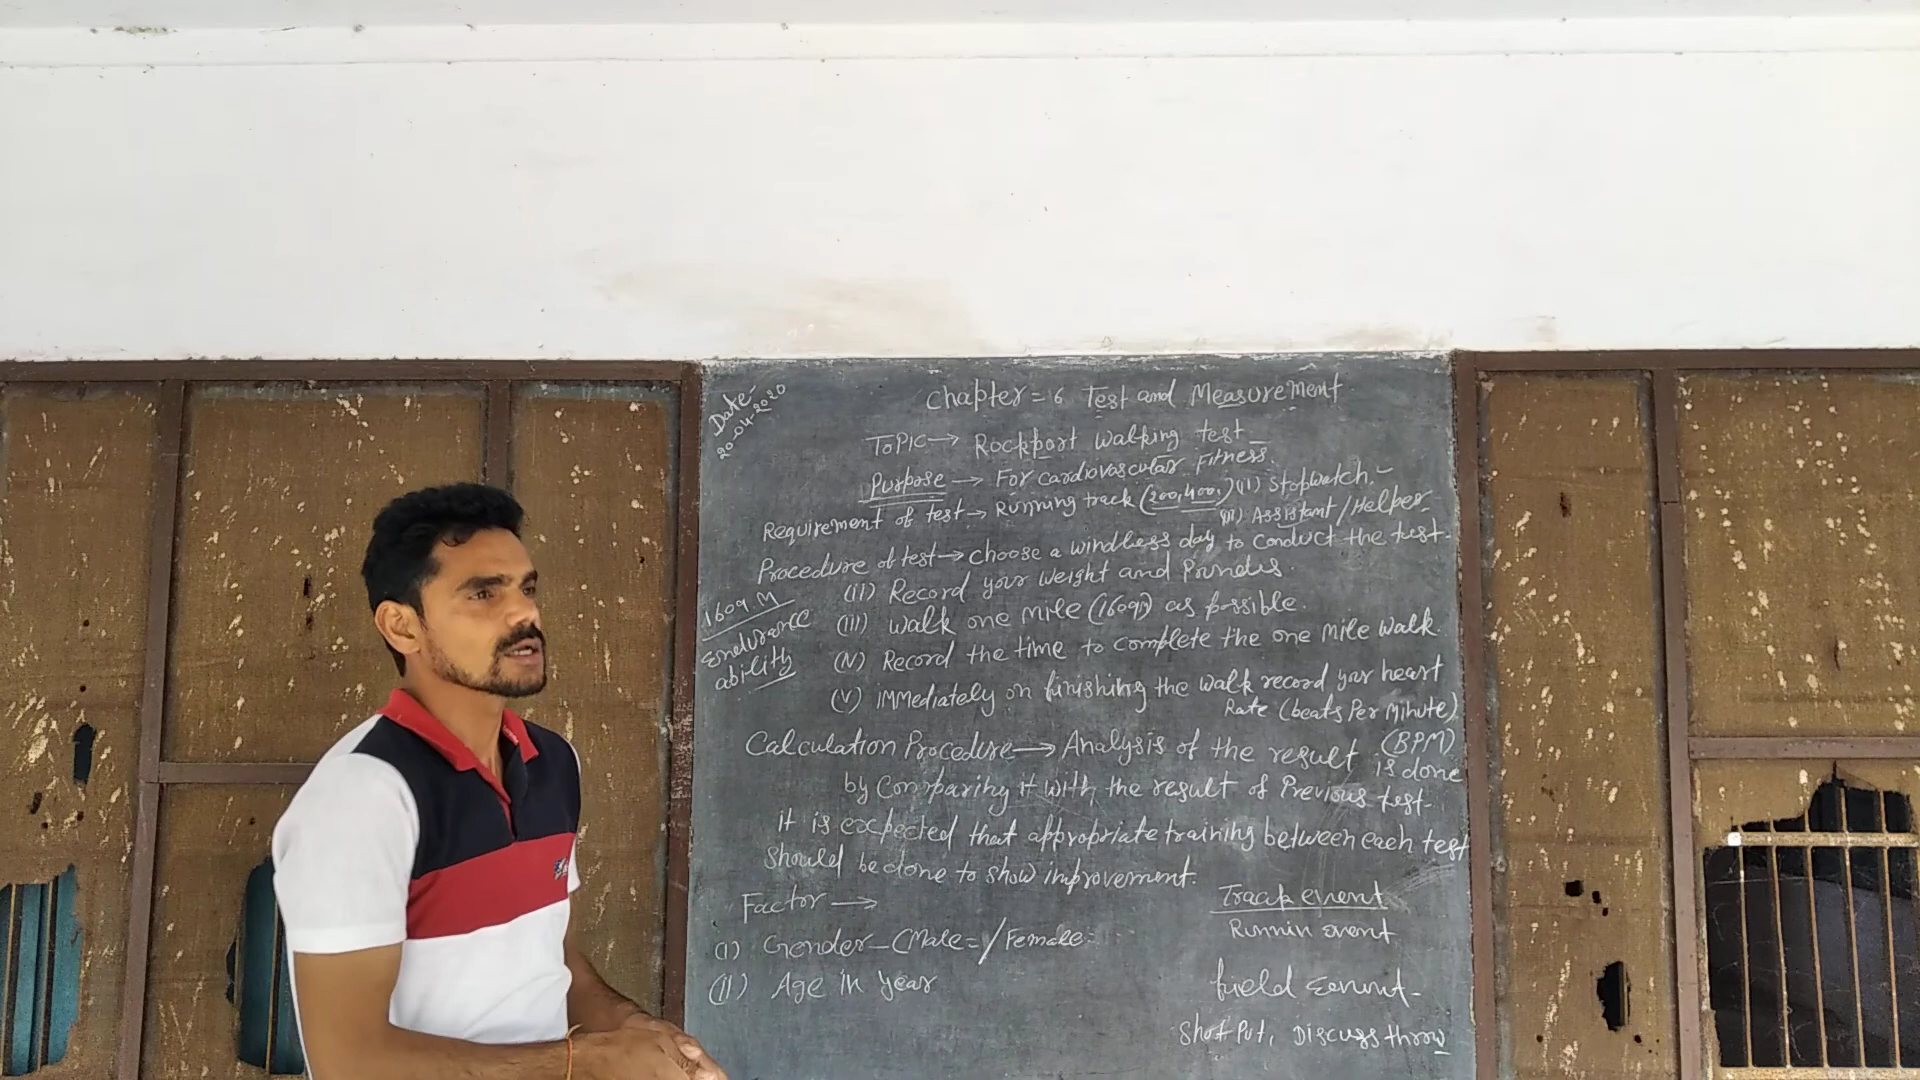 Date-
20-04-2020
Chapter = 6 Test and Measurement
Topic → Rockport walking test
Purpose → For cardiovascular Fitness.
Requirement of test → Running track (200, 400,) (II) Stopwatch.
(III) Assistant / Helper
Procedure of test → choose a windless day to conduct the test.
(II) Record your weight and Poundes.
(III) walk one mile (1609m) as possible.
(IV) Record the time to complete the one Mile walk.
(V) immediately on finishing the walk record your heart
Rate (beats Per Minute)
(BPM)
1609 M
Endurance
ability
Calculation Procedure → Analysis of the result is done
by Comparing it with the result of Previous test-
it is excpected that appropriate training between each test
should be done to show improvement.
Factor →
(I) Gender - (Male = / Female =
(II) Age in year
Track event
Runnin event
field
Shot Put, Discuss throw